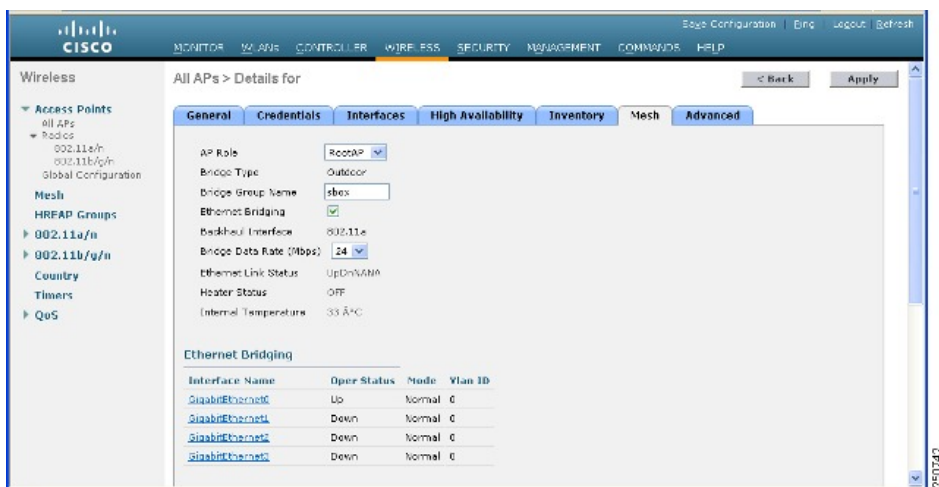 Save Configuration | Ping | Logout | Refresh
CISCO
MONITOR WLANs CONTROLLER WIRELESS SECURITY MANAGEMENT COMMANDS HELP
Wireless
All APs > Details for
< Back
Apply
Access Points
All APs
Radios
802.11a/n
802.11b/g/n
Global Configuration
Mesh
HREAP Groups
802.11a/n
802.11b/g/n
Country
Timers
QoS
General Credentials Interfaces High Availability Inventory Mesh Advanced
AP Role RootAP
Bridge Type Outdoor
Bridge Group Name sbox
Ethernet Bridging
Backhaul Interface 802.11a
Bridge Data Rate (Mbps) 24
Ethernet Link Status UpDnNANA
Heater Status OFF
Internal Temperature 33 Â°C
Ethernet Bridging
Interface Name Oper Status Mode Vlan ID
GigabitEthernet0 Up Normal 0
GigabitEthernet1 Down Normal 0
GigabitEthernet2 Down Normal 0
GigabitEthernet3 Down Normal 0
250742